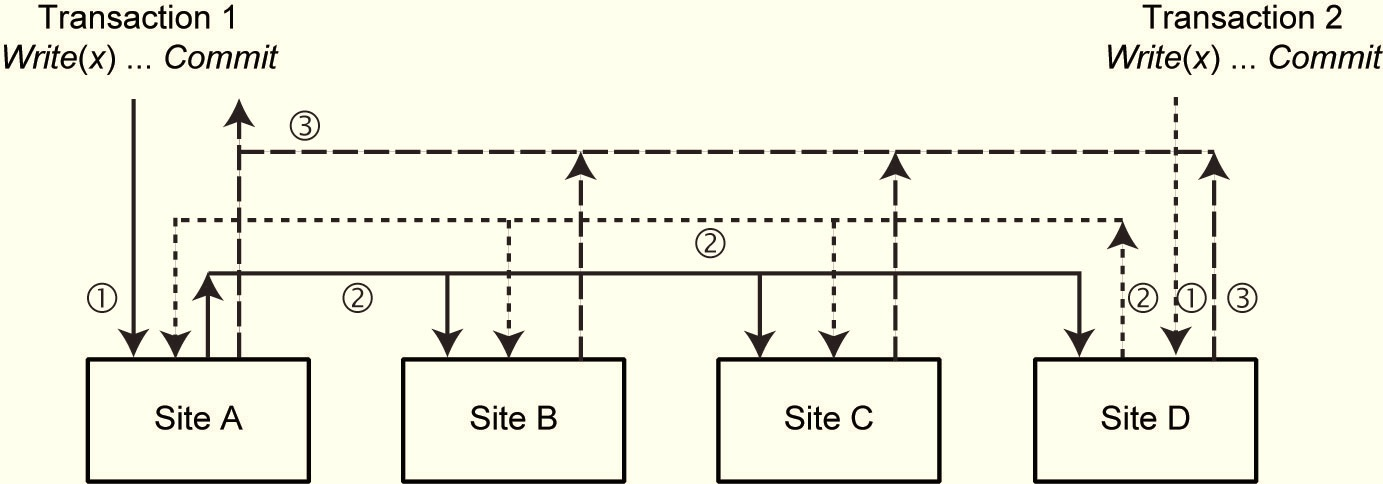 Transaction 1
Write(x) ... Commit
Transaction 2
Write(x) ... Commit
③
②
① ② ② ① ③
Site A Site B Site C Site D